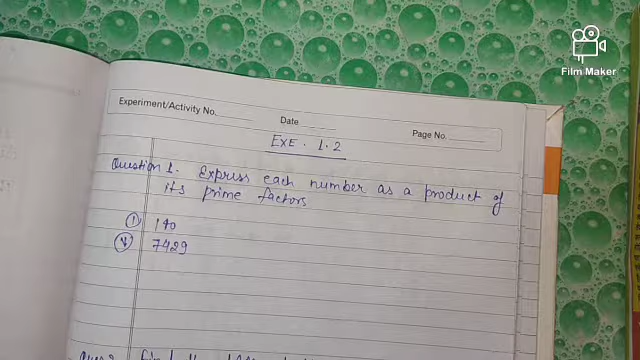 Film Maker
Experiment/Activity No.
Date
Page No.
EXE. 1.2
Question 1. Express each number as a product of
its prime factors
(i) 140
(v) 7429